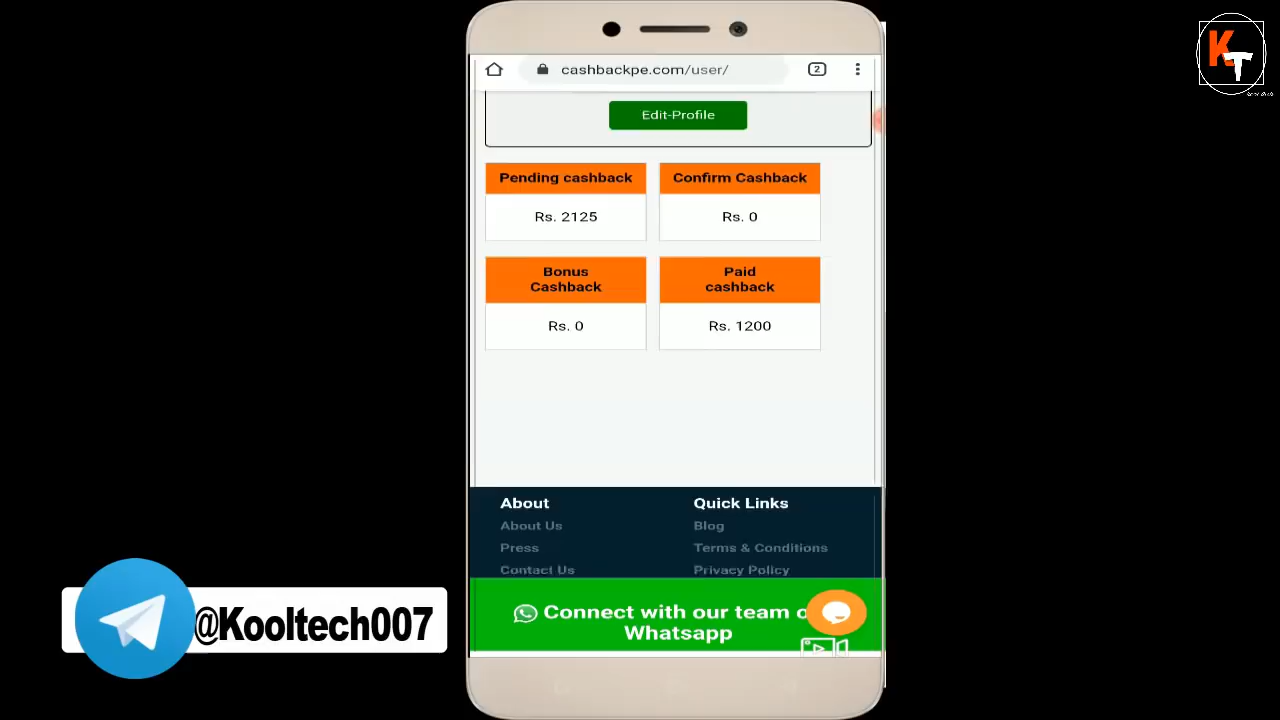 KT
cashbackpe.com/user/
2
Edit-Profile
Pending cashback
Confirm Cashback
Rs. 2125
Rs. 0
Bonus
Cashback
Paid
cashback
Rs. 0
Rs. 1200
About
Quick Links
About Us
Blog
Press
Terms & Conditions
Contact Us
Privacy Policy
Connect with our team o
Whatsapp
@Kooltech007